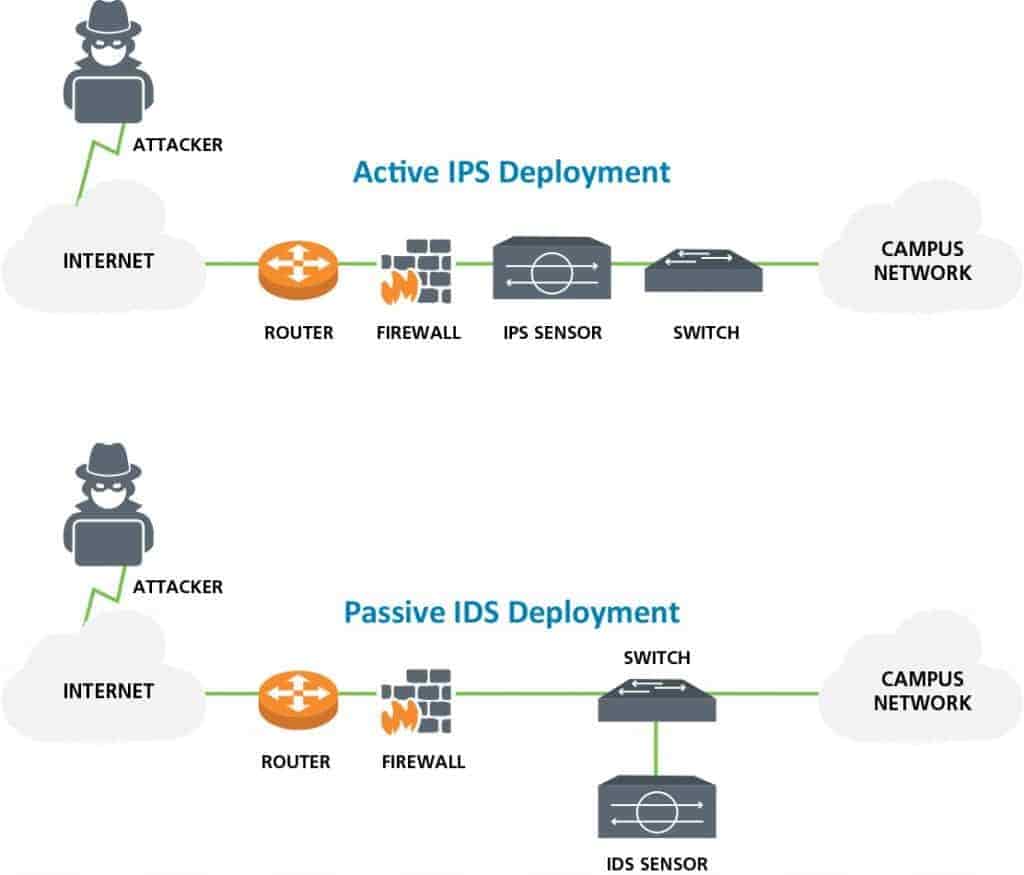 ATTACKER
Active IPS Deployment
INTERNET
CAMPUS
NETWORK
ROUTER
FIREWALL
IPS SENSOR
SWITCH
ATTACKER
Passive IDS Deployment
SWITCH
INTERNET
CAMPUS
NETWORK
ROUTER
FIREWALL
IDS SENSOR